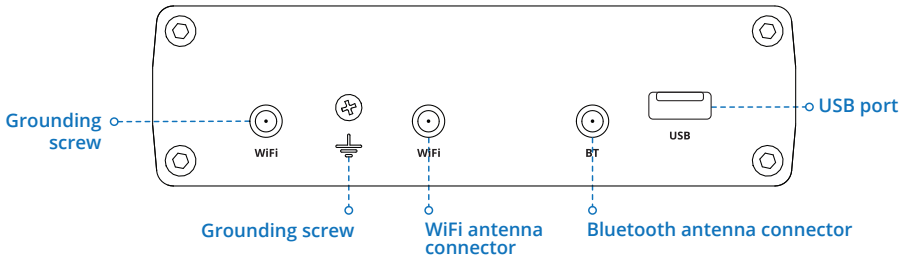 Grounding
screw
WiFi
WiFi
BT
USB
USB port
Grounding screw
WiFi antenna
connector
Bluetooth antenna connector